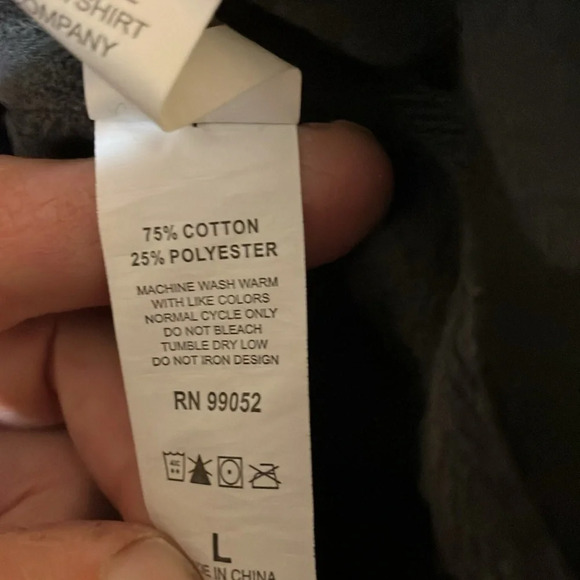 SHIRT
COMPANY
75% COTTON
25% POLYESTER
MACHINE WASH WARM
WITH LIKE COLORS
NORMAL CYCLE ONLY
DO NOT BLEACH
TUMBLE DRY LOW
DO NOT IRON DESIGN
RN 99052
L
IN CHINA